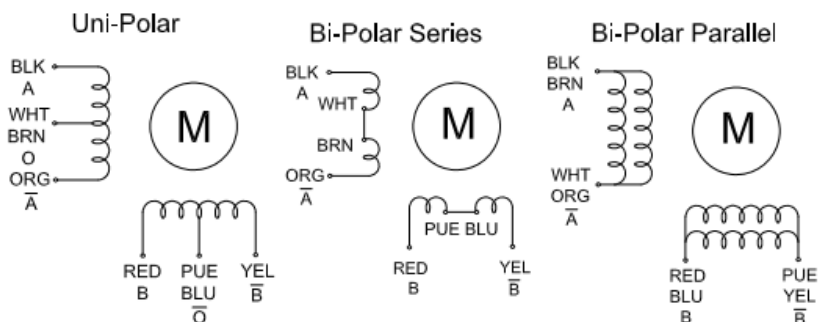 Uni-Polar
BLK
A
WHT
BRN
O
ORG
A̅
M
RED
B
PUE
BLU
O̅
YEL
B̅
Bi-Polar Series
BLK
A
WHT
BRN
ORG
A̅
M
PUE BLU
RED
B
YEL
B̅
Bi-Polar Parallel
BLK
BRN
A
WHT
ORG
A̅
M
RED
BLU
B
PUE
YEL
B̅